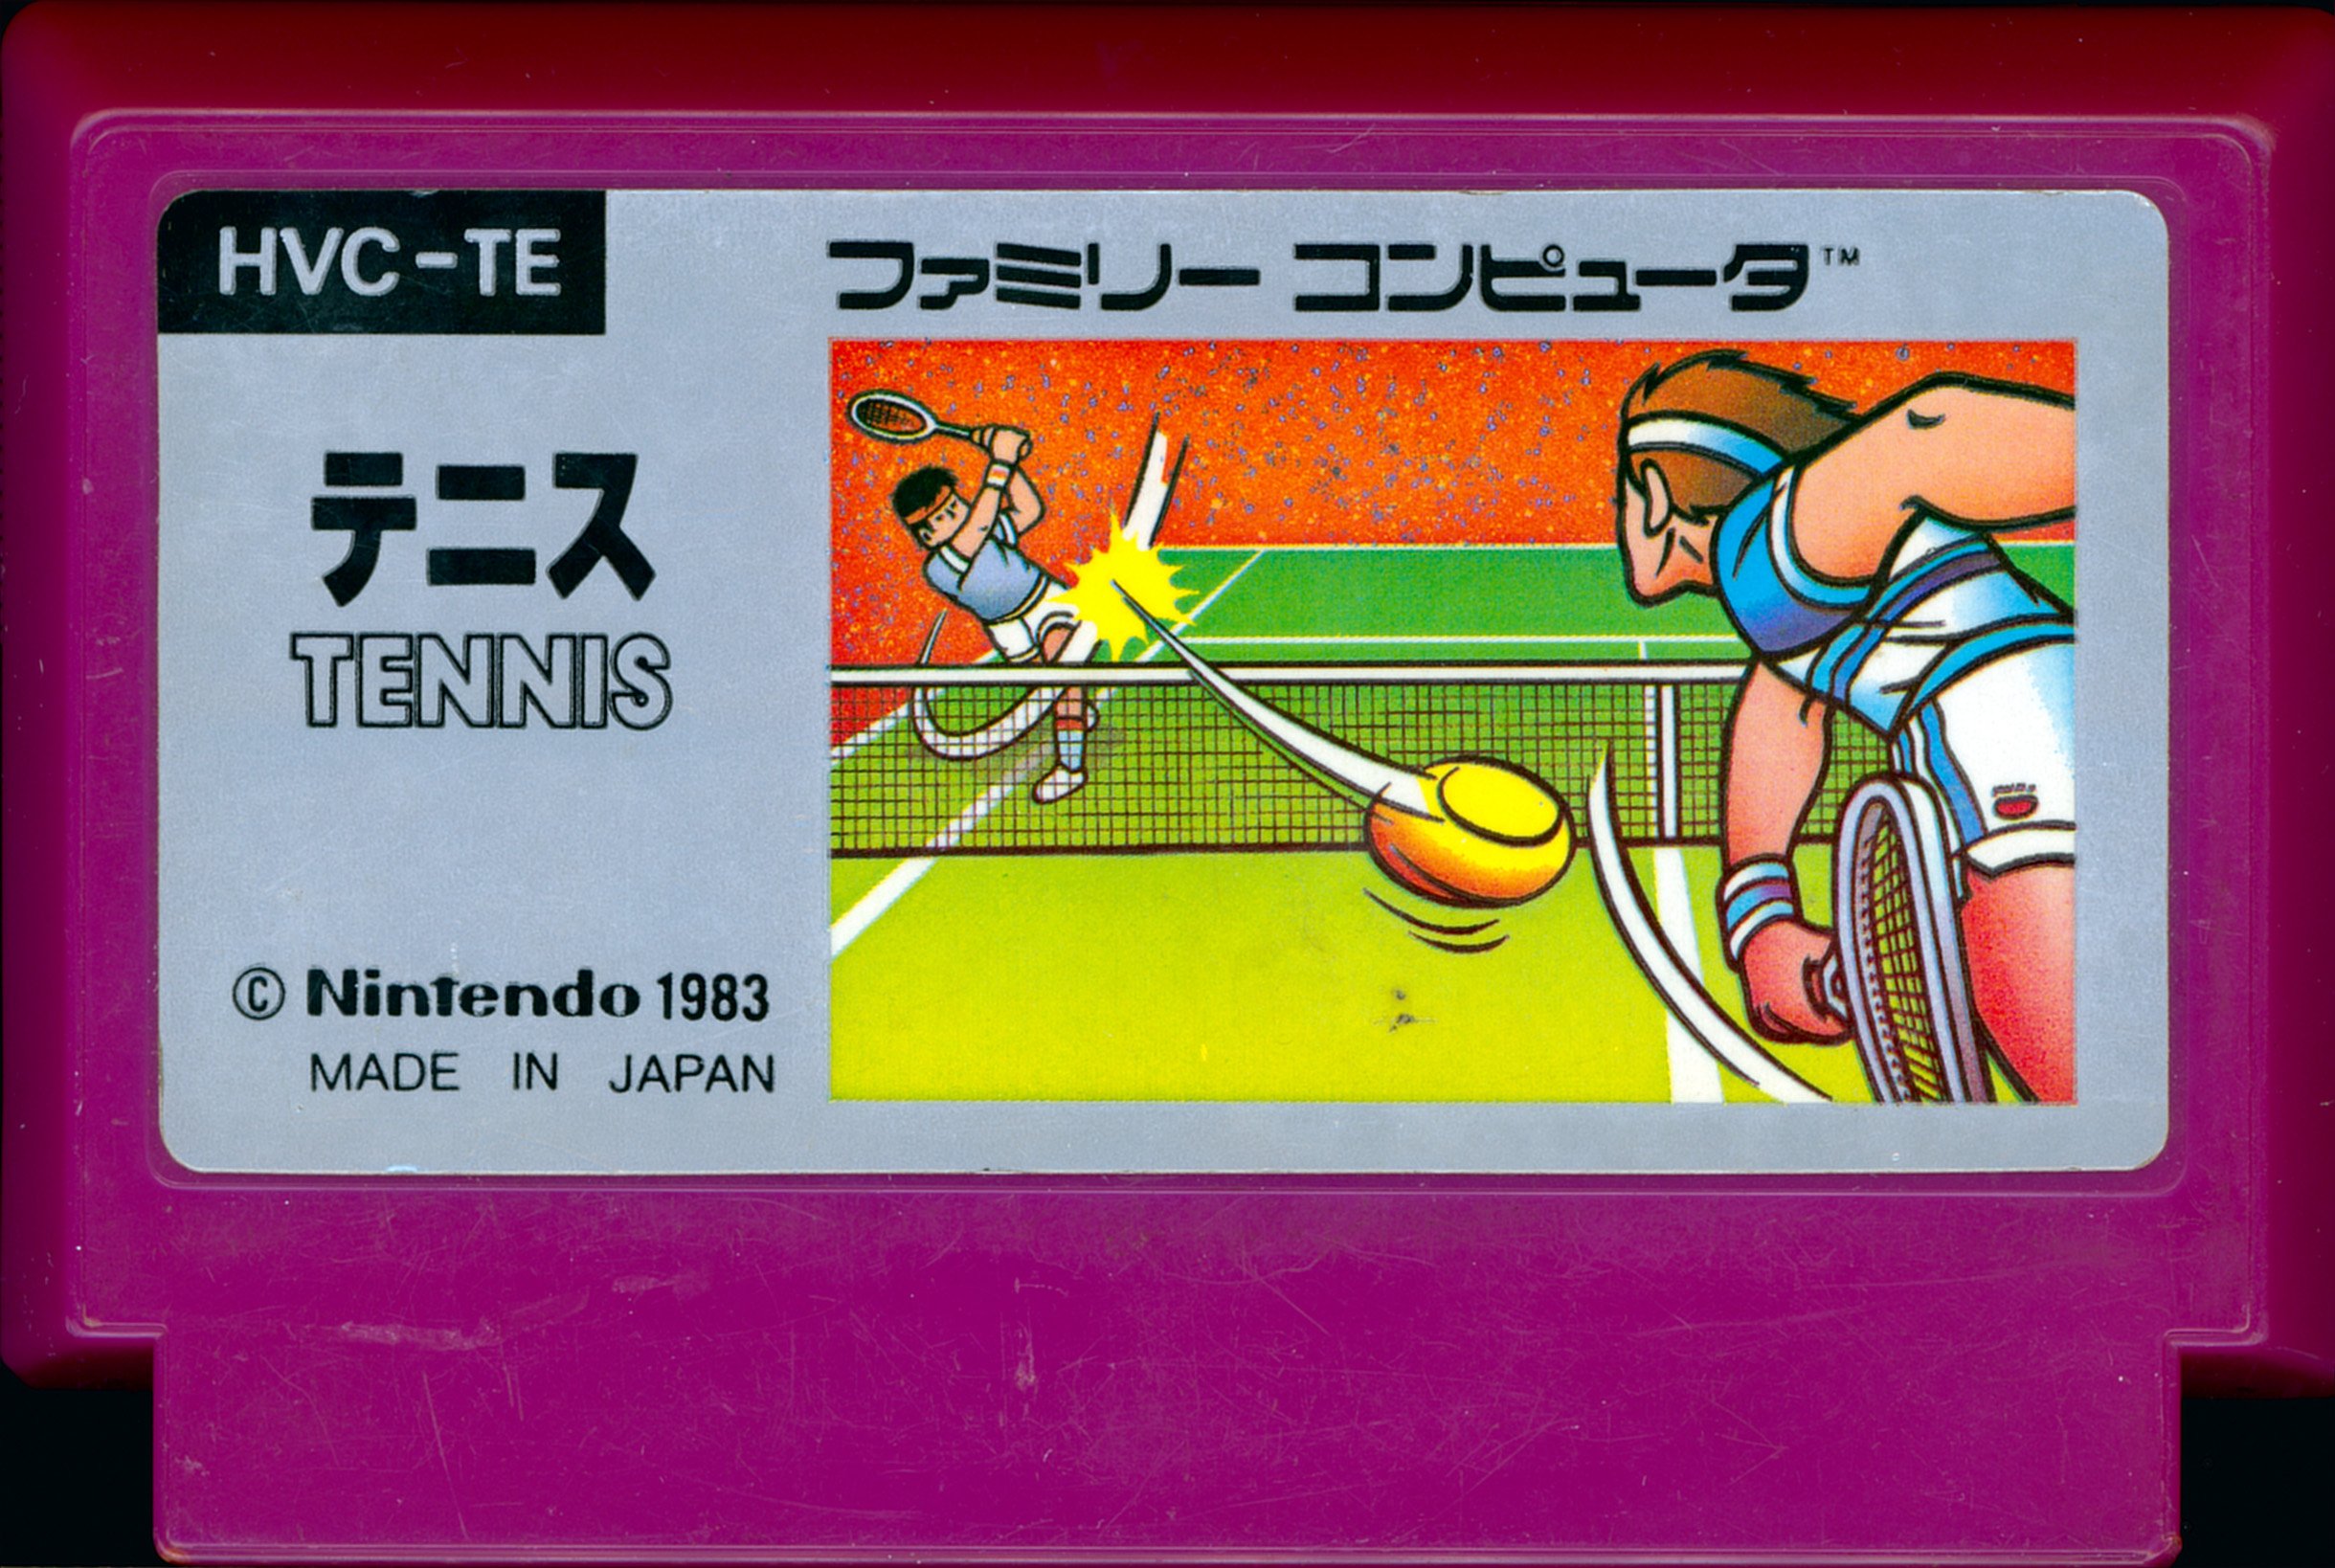 HVC-TE
ファミリー コンピュータ™
テニス
TENNIS
© Nintendo 1983
MADE IN JAPAN